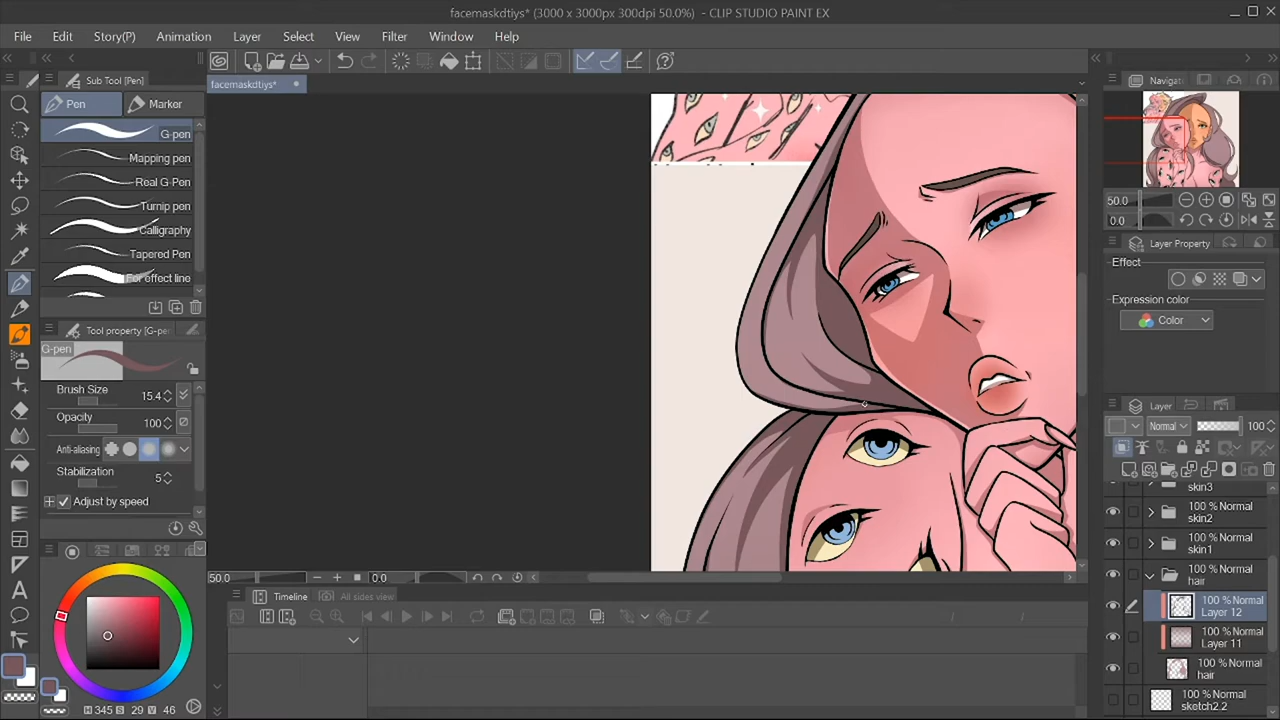 facemaskdtiys* (3000 x 3000px 300dpi 50.0%) - CLIP STUDIO PAINT EX
File Edit Story(P) Animation Layer Select View Filter Window Help
Sub Tool [Pen]
facemaskdtiys*
Navigat
Pen Marker
G-pen
Mapping pen
Real G-Pen
Turnip pen
Calligraphy
Tapered Pen
For effect line
Tool property [G-per
G-pen
Brush Size 15.4
Opacity 100
Anti-aliasing
Stabilization 5
Adjust by speed
H 345 S 29 V 46
50.0 0.0
Timeline All sides view
50.0
0.0
Layer Property
Effect
Expression color
Color
Layer
Normal 100
skin3
100 % Normal
skin2
100 % Normal
skin1
100 % Normal
hair
100 % Normal
Layer 12
100 % Normal
Layer 11
100 % Normal
hair
100 % Normal
sketch2.2